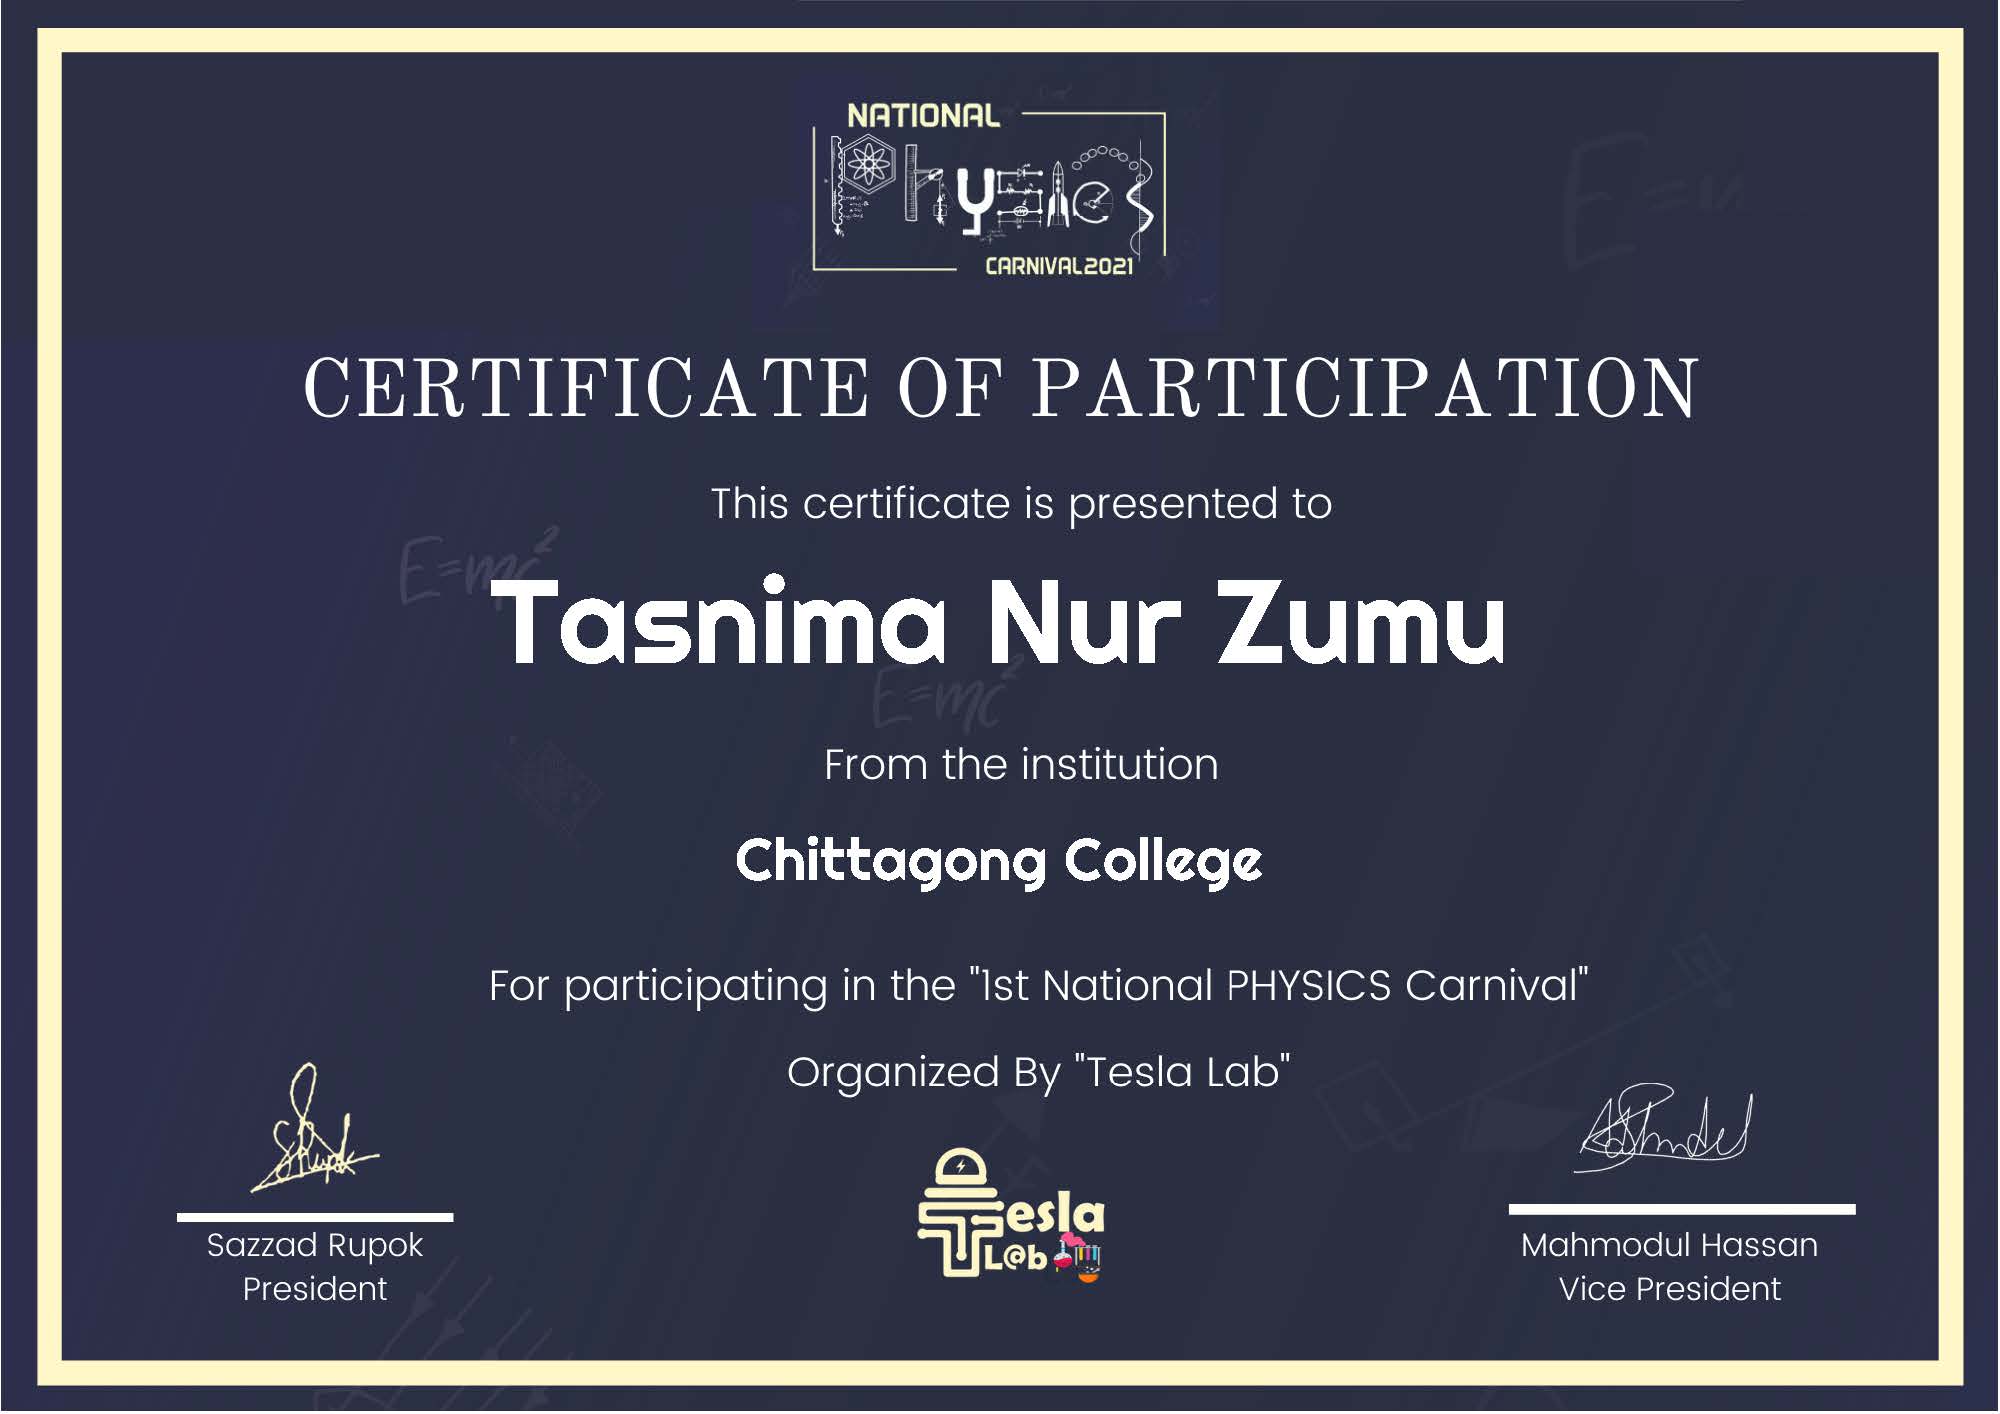 NATIONAL
Physics
CARNIVAL2021
CERTIFICATE OF PARTICIPATION
This certificate is presented to
E=mc²
Tasnima Nur Zumu
E=mc²
From the institution
Chittagong College
For participating in the "1st National PHYSICS Carnival"
Organized By "Tesla Lab"
Tesla
L@b
Sazzad Rupok
President
Mahmodul Hassan
Vice President